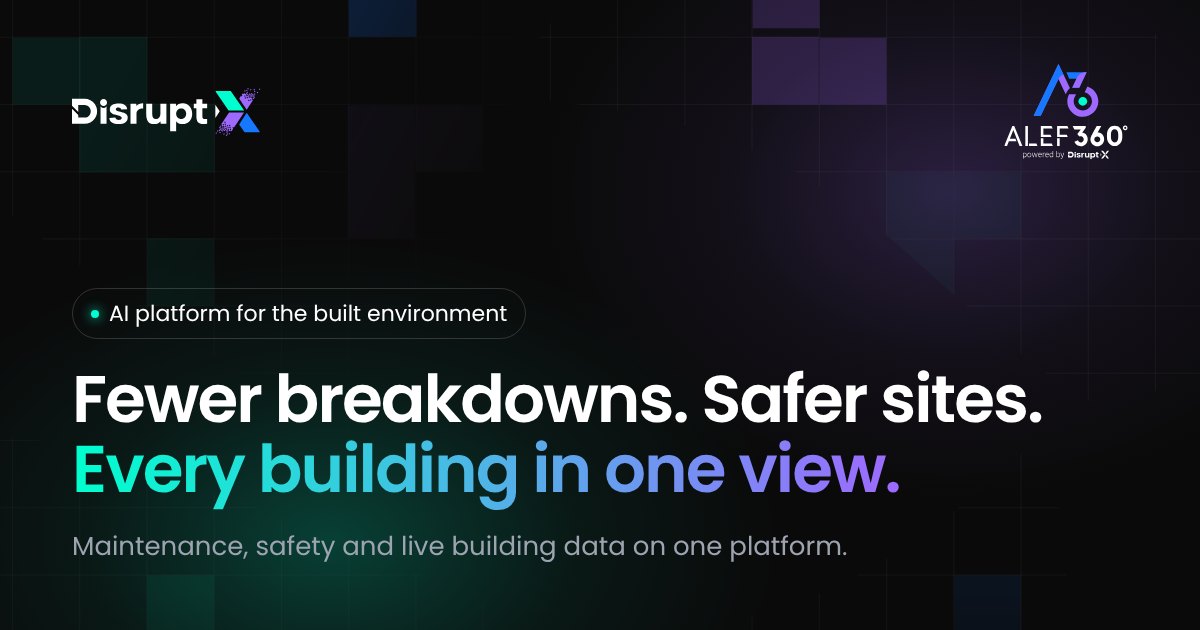 Disrupt X
ALEF 360°
powered by Disrupt X
AI platform for the built environment
Fewer breakdowns. Safer sites.
Every building in one view.
Maintenance, safety and live building data on one platform.